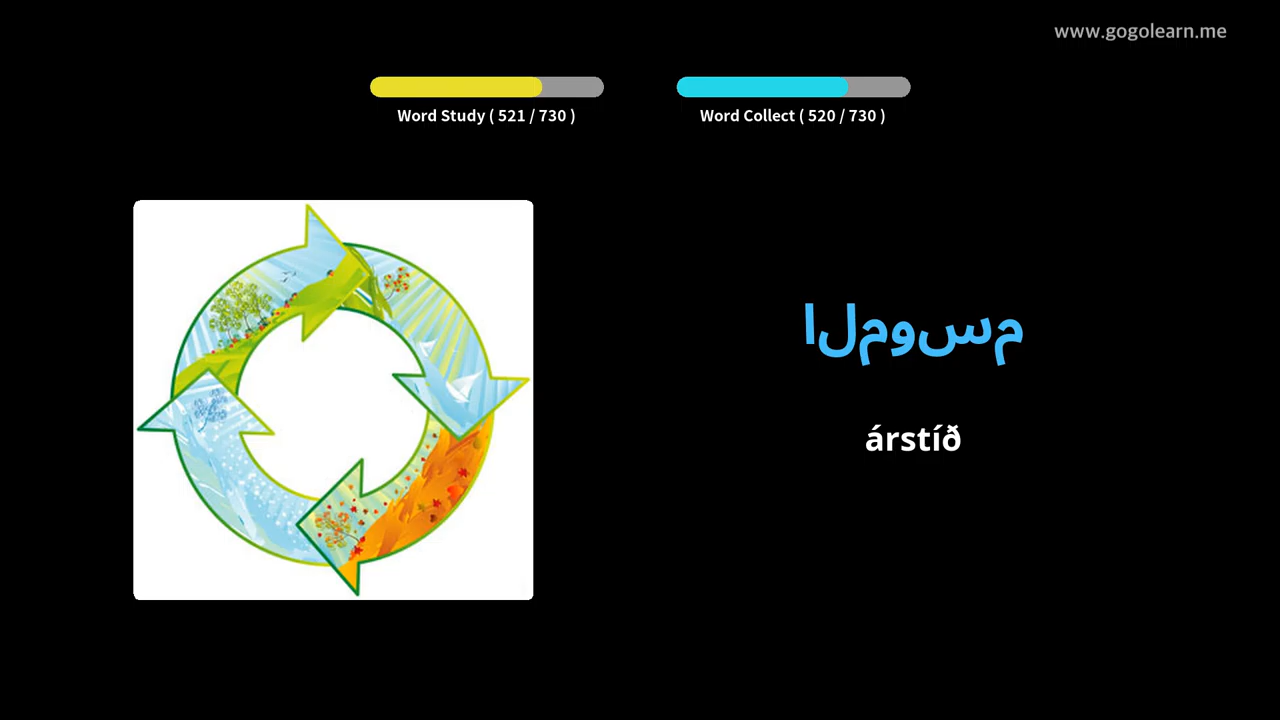 www.gogolearn.me
Word Study ( 521 / 730 )
Word Collect ( 520 / 730 )
الموسم
árstíð